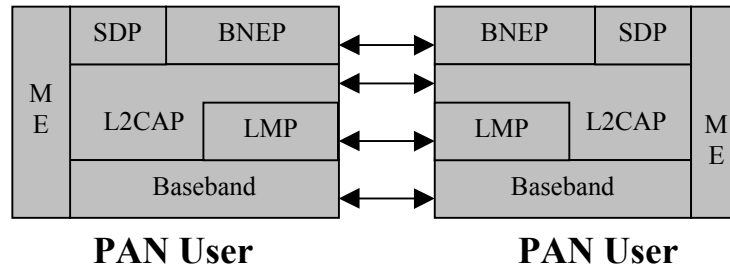 SDP BNEP BNEP SDP
M
E
L2CAP LMP LMP L2CAP
M
E
Baseband Baseband
PAN User PAN User